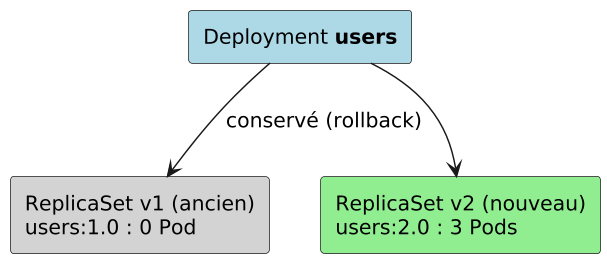 Deployment users
conservé (rollback)
ReplicaSet v1 (ancien)
users:1.0 : 0 Pod
ReplicaSet v2 (nouveau)
users:2.0 : 3 Pods